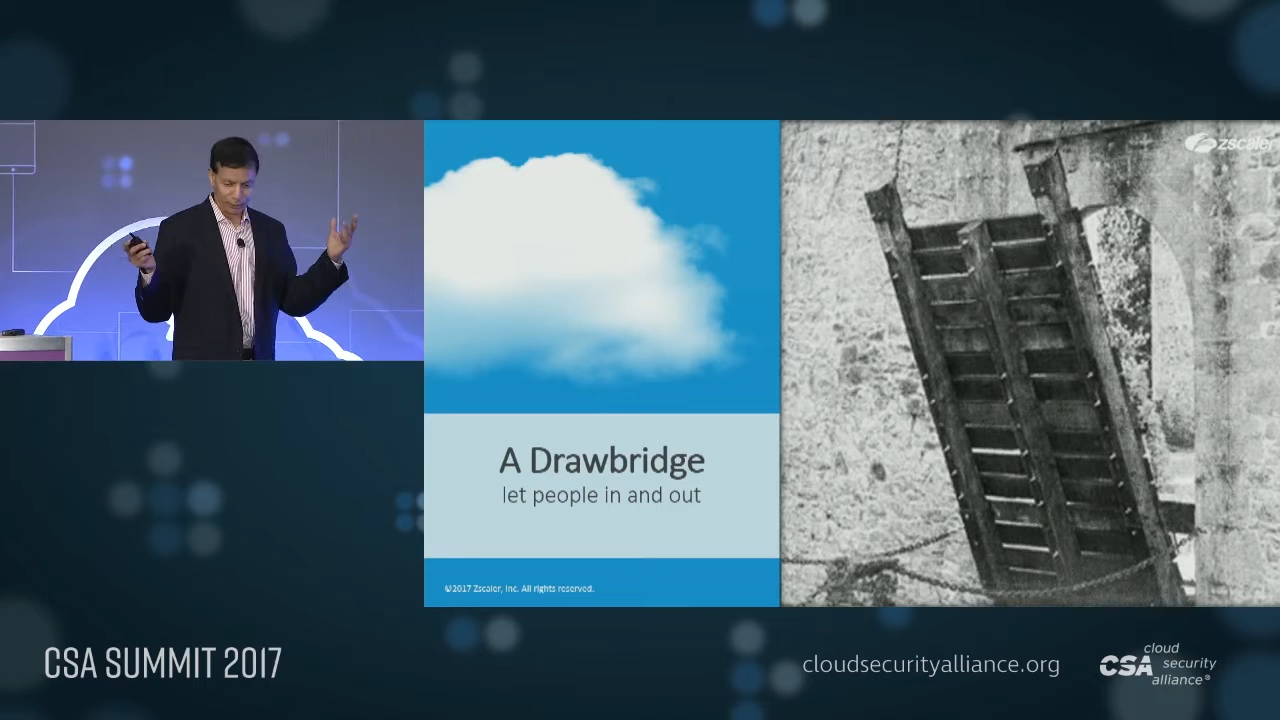 zscaler
A Drawbridge
let people in and out
©2017 Zscaler, Inc. All rights reserved.
CSA SUMMIT 2017
cloudsecurityalliance.org
CSA cloud
security
alliance®